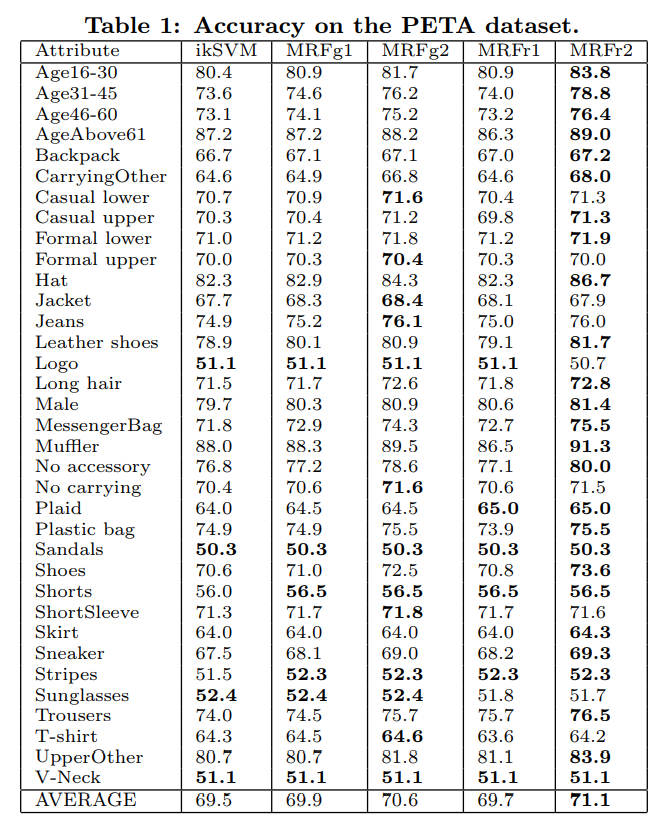 Table 1: Accuracy on the PETA dataset.
Attribute ikSVM MRFg1 MRFg2 MRFr1 MRFr2
Age16-30 80.4 80.9 81.7 80.9 83.8
Age31-45 73.6 74.6 76.2 74.0 78.8
Age46-60 73.1 74.1 75.2 73.2 76.4
AgeAbove61 87.2 87.2 88.2 86.3 89.0
Backpack 66.7 67.1 67.1 67.0 67.2
CarryingOther 64.6 64.9 66.8 64.6 68.0
Casual lower 70.7 70.9 71.6 70.4 71.3
Casual upper 70.3 70.4 71.2 69.8 71.3
Formal lower 71.0 71.2 71.8 71.2 71.9
Formal upper 70.0 70.3 70.4 70.3 70.0
Hat 82.3 82.9 84.3 82.3 86.7
Jacket 67.7 68.3 68.4 68.1 67.9
Jeans 74.9 75.2 76.1 75.0 76.0
Leather shoes 78.9 80.1 80.9 79.1 81.7
Logo 51.1 51.1 51.1 51.1 50.7
Long hair 71.5 71.7 72.6 71.8 72.8
Male 79.7 80.3 80.9 80.6 81.4
MessengerBag 71.8 72.9 74.3 72.7 75.5
Muffler 88.0 88.3 89.5 86.5 91.3
No accessory 76.8 77.2 78.6 77.1 80.0
No carrying 70.4 70.6 71.6 70.6 71.5
Plaid 64.0 64.5 64.5 65.0 65.0
Plastic bag 74.9 74.9 75.5 73.9 75.5
Sandals 50.3 50.3 50.3 50.3 50.3
Shoes 70.6 71.0 72.5 70.8 73.6
Shorts 56.0 56.5 56.5 56.5 56.5
ShortSleeve 71.3 71.7 71.8 71.7 71.6
Skirt 64.0 64.0 64.0 64.0 64.3
Sneaker 67.5 68.1 69.0 68.2 69.3
Stripes 51.5 52.3 52.3 52.3 52.3
Sunglasses 52.4 52.4 52.4 51.8 51.7
Trousers 74.0 74.5 75.7 75.7 76.5
T-shirt 64.3 64.5 64.6 63.6 64.2
UpperOther 80.7 80.7 81.8 81.1 83.9
V-Neck 51.1 51.1 51.1 51.1 51.1
AVERAGE 69.5 69.9 70.6 69.7 71.1